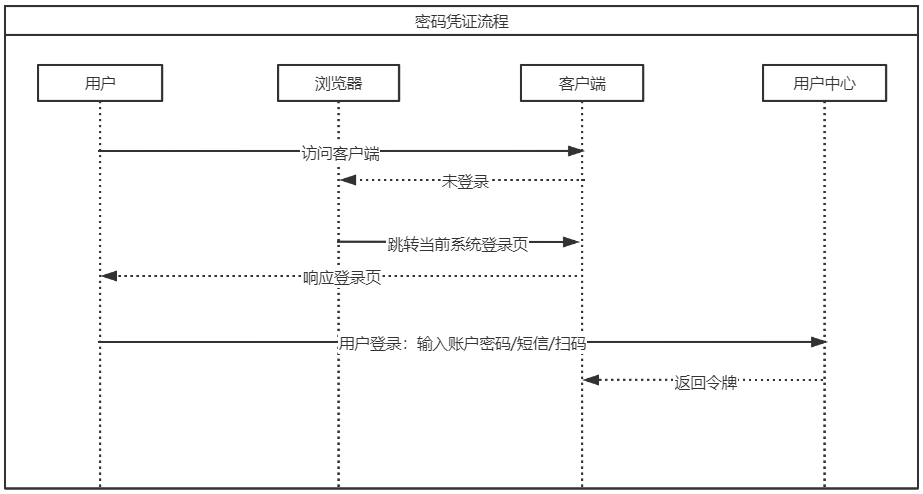 密码凭证流程
用户
浏览器
客户端
用户中心
访问客户端
未登录
跳转当前系统登录页
响应登录页
用户登录：输入账户密码/短信/扫码
返回令牌